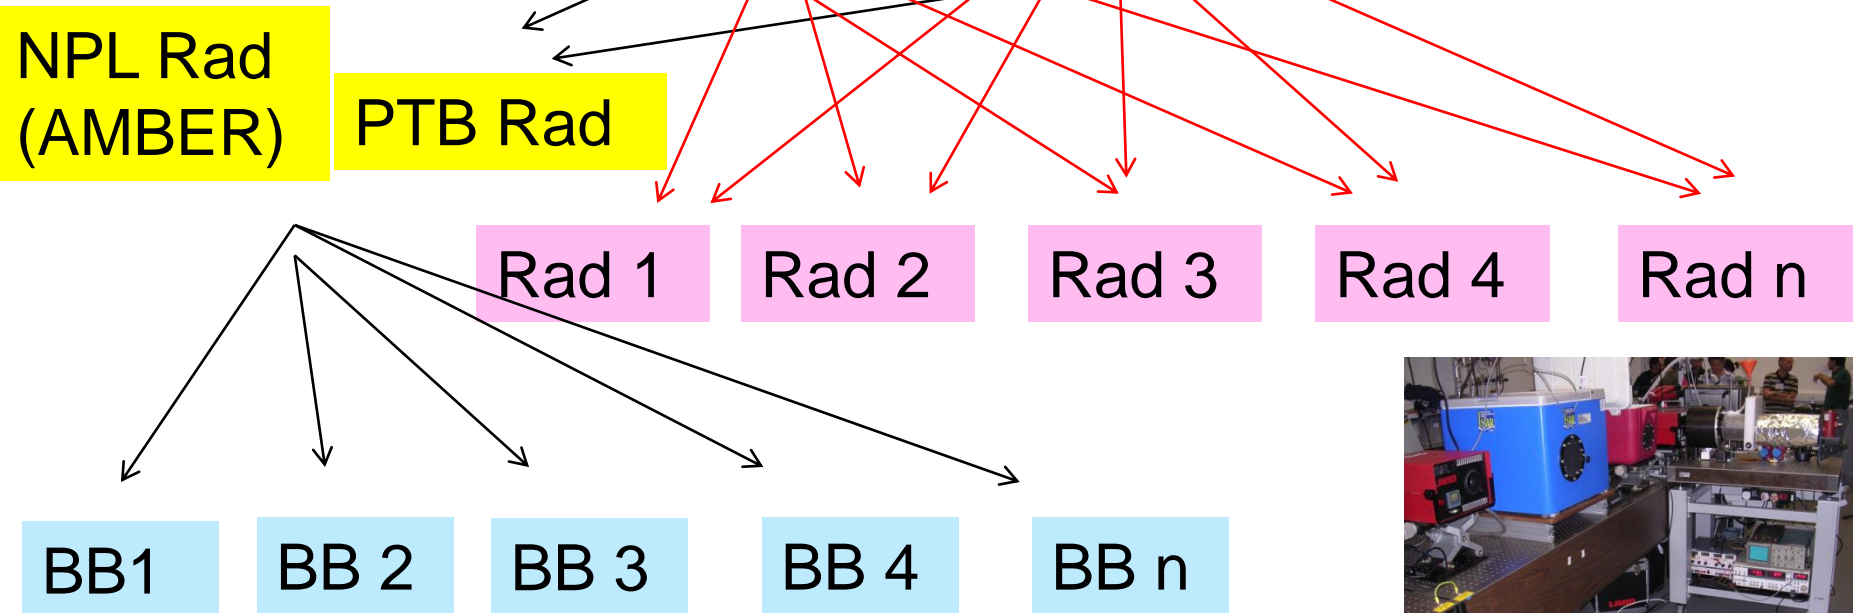 NPL Rad
(AMBER)
PTB Rad
Rad 1
Rad 2
Rad 3
Rad 4
Rad n
BB1
BB 2
BB 3
BB 4
BB n
LAND